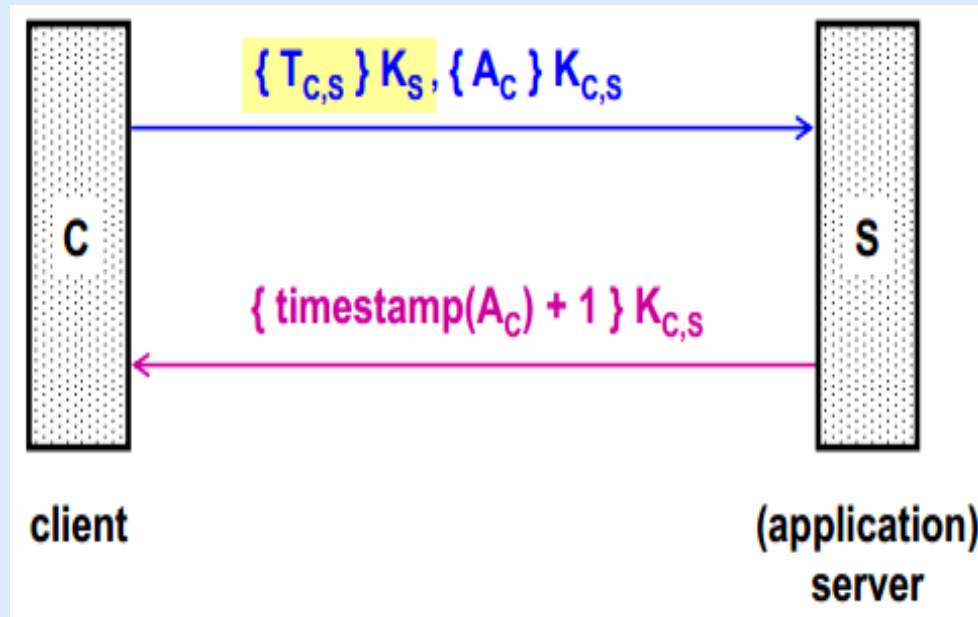 { T_C,S } K_S , { A_C } K_C,S
C
S
{ timestamp(A_C) + 1 } K_C,S
client
(application)
server